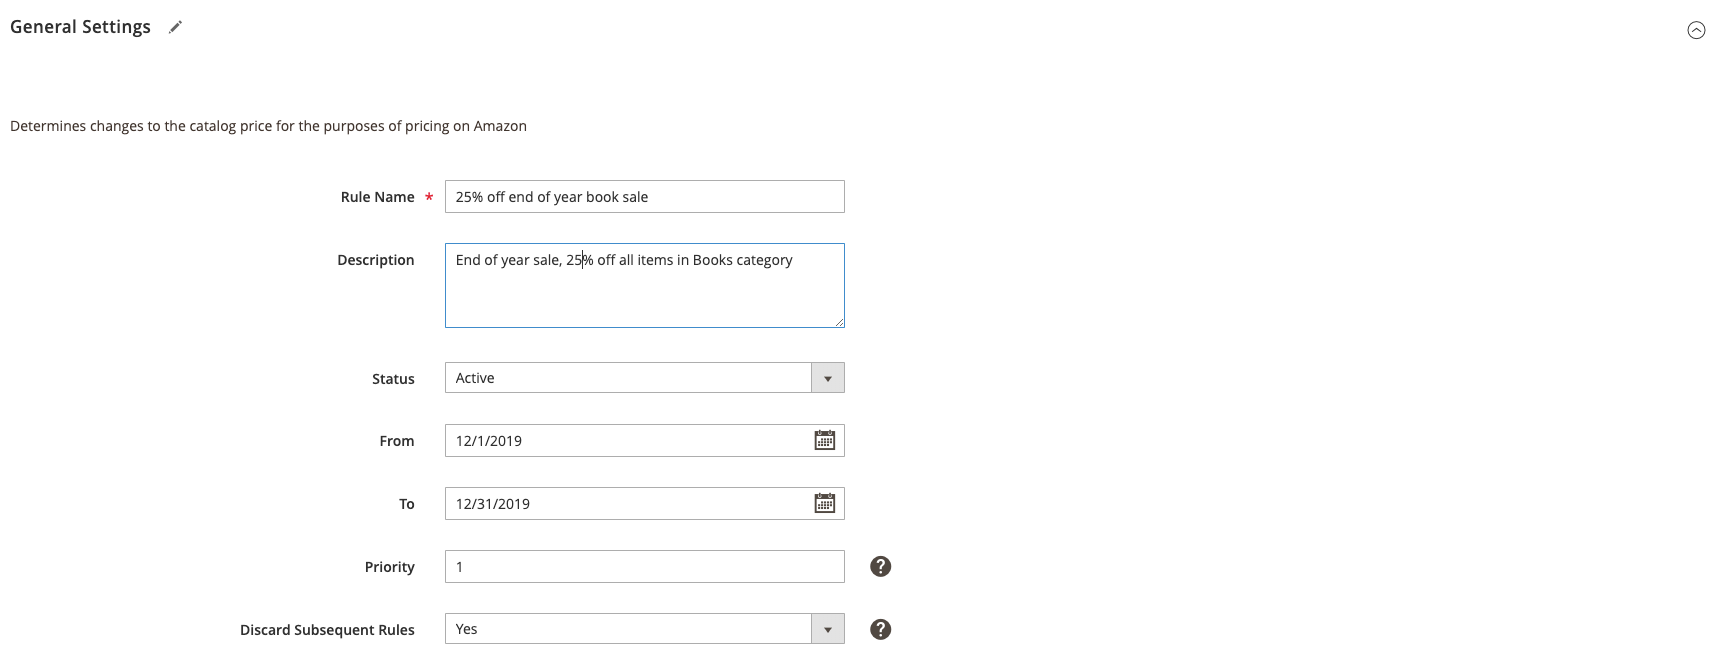 General Settings
Determines changes to the catalog price for the purposes of pricing on Amazon
Rule Name * 25% off end of year book sale
Description End of year sale, 25% off all items in Books category
Status Active
From 12/1/2019
To 12/31/2019
Priority 1 ?
Discard Subsequent Rules Yes ?